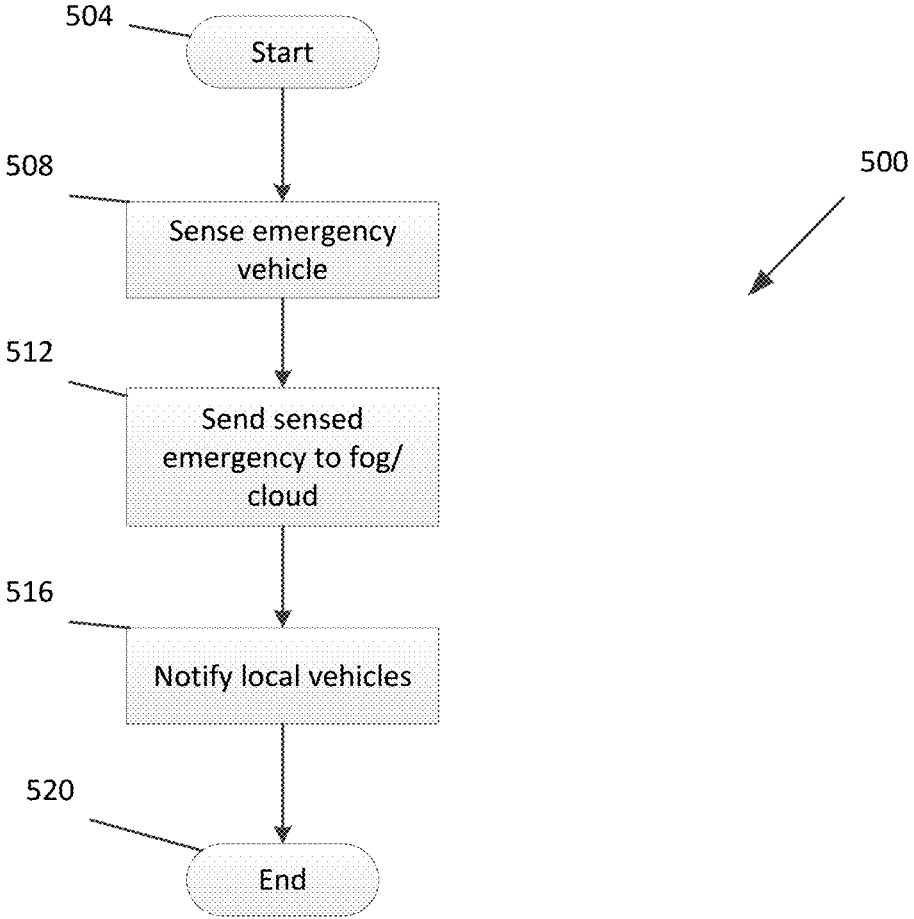 504
Start
508
500
Sense emergency
vehicle
512
Send sensed
emergency to fog/
cloud
516
Notify local vehicles
520
End